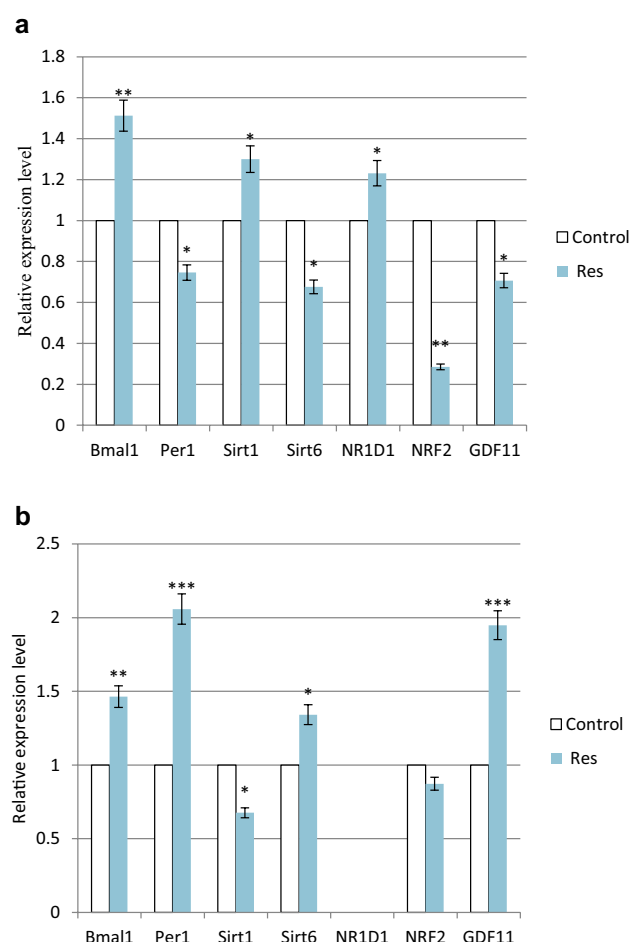 a
1.8
1.6
1.4
1.2
1
0.8
0.6
0.4
0.2
0
Relative expression level
** * * * * ** *
Bmal1 Per1 Sirt1 Sirt6 NR1D1 NRF2 GDF11
Control
Res
b
2.5
2
1.5
1
0.5
0
Relative expression level
** *** * * ***
Bmal1 Per1 Sirt1 Sirt6 NR1D1 NRF2 GDF11
Control
Res